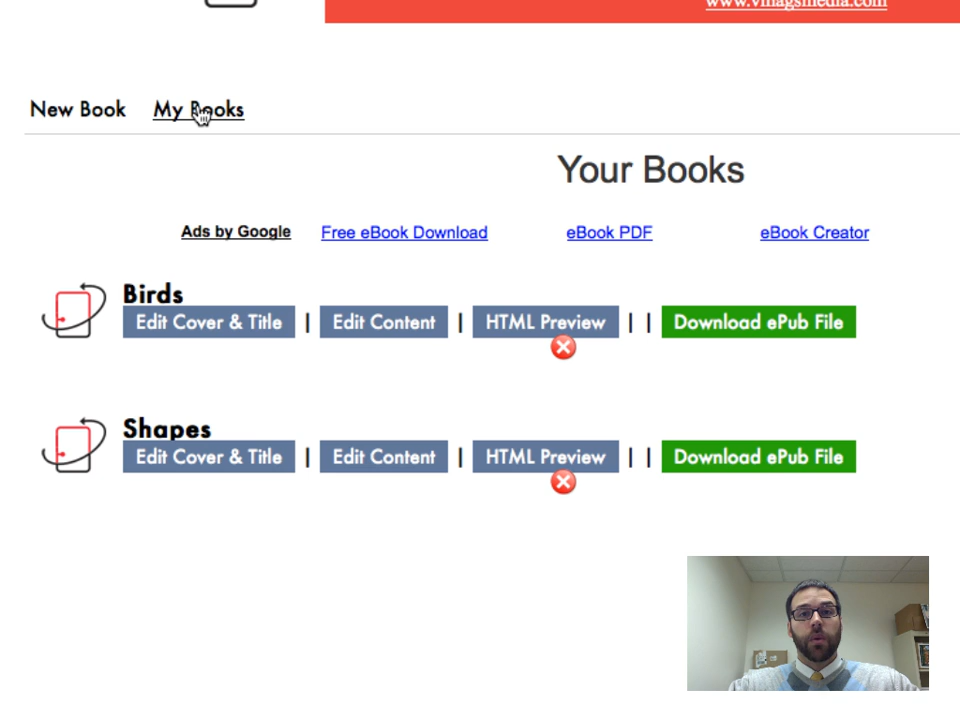 www.vinagsmedia.com
New Book My Books
Your Books
Ads by Google Free eBook Download eBook PDF eBook Creator
Birds
Edit Cover & Title | Edit Content | HTML Preview | | Download ePub File
Shapes
Edit Cover & Title | Edit Content | HTML Preview | | Download ePub File